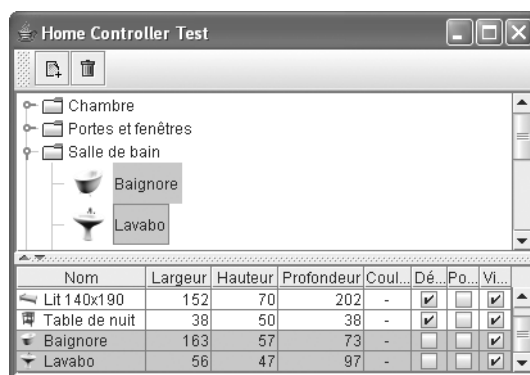 Home Controller Test
Chambre
Portes et fenêtres
Salle de bain
Baignore
Lavabo
Nom Largeur Hauteur Profondeur Coul... Dé... Po... Vi...
Lit 140x190 152 70 202 -
Table de nuit 38 50 38 -
Baignore 163 57 73 -
Lavabo 56 47 97 -